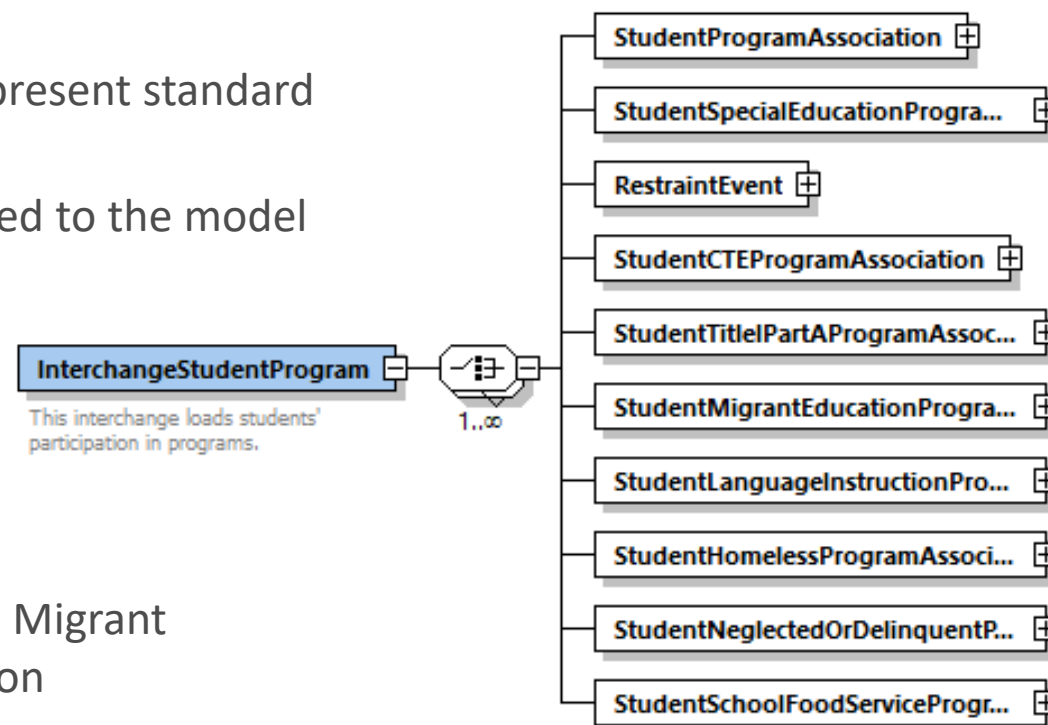 present standard
ed to the model
Migrant
on
InterchangeStudentProgram
This interchange loads students'
participation in programs.
1..∞
StudentProgramAssociation
StudentSpecialEducationProgra...
RestraintEvent
StudentCTEProgramAssociation
StudentTitleIPartAProgramAssoc...
StudentMigrantEducationProgra...
StudentLanguageInstructionPro...
StudentHomelessProgramAssoci...
StudentNeglectedOrDelinquentP...
StudentSchoolFoodServiceProgr...